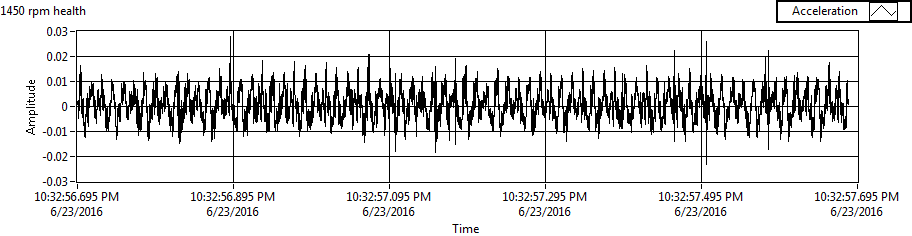 1450 rpm health
Acceleration
0.03
0.02
0.01
0
-0.01
-0.02
-0.03
Amplitude
10:32:56.695 PM 10:32:56.895 PM 10:32:57.095 PM 10:32:57.295 PM 10:32:57.495 PM 10:32:57.695 PM
6/23/2016 6/23/2016 6/23/2016 6/23/2016 6/23/2016 6/23/2016
Time